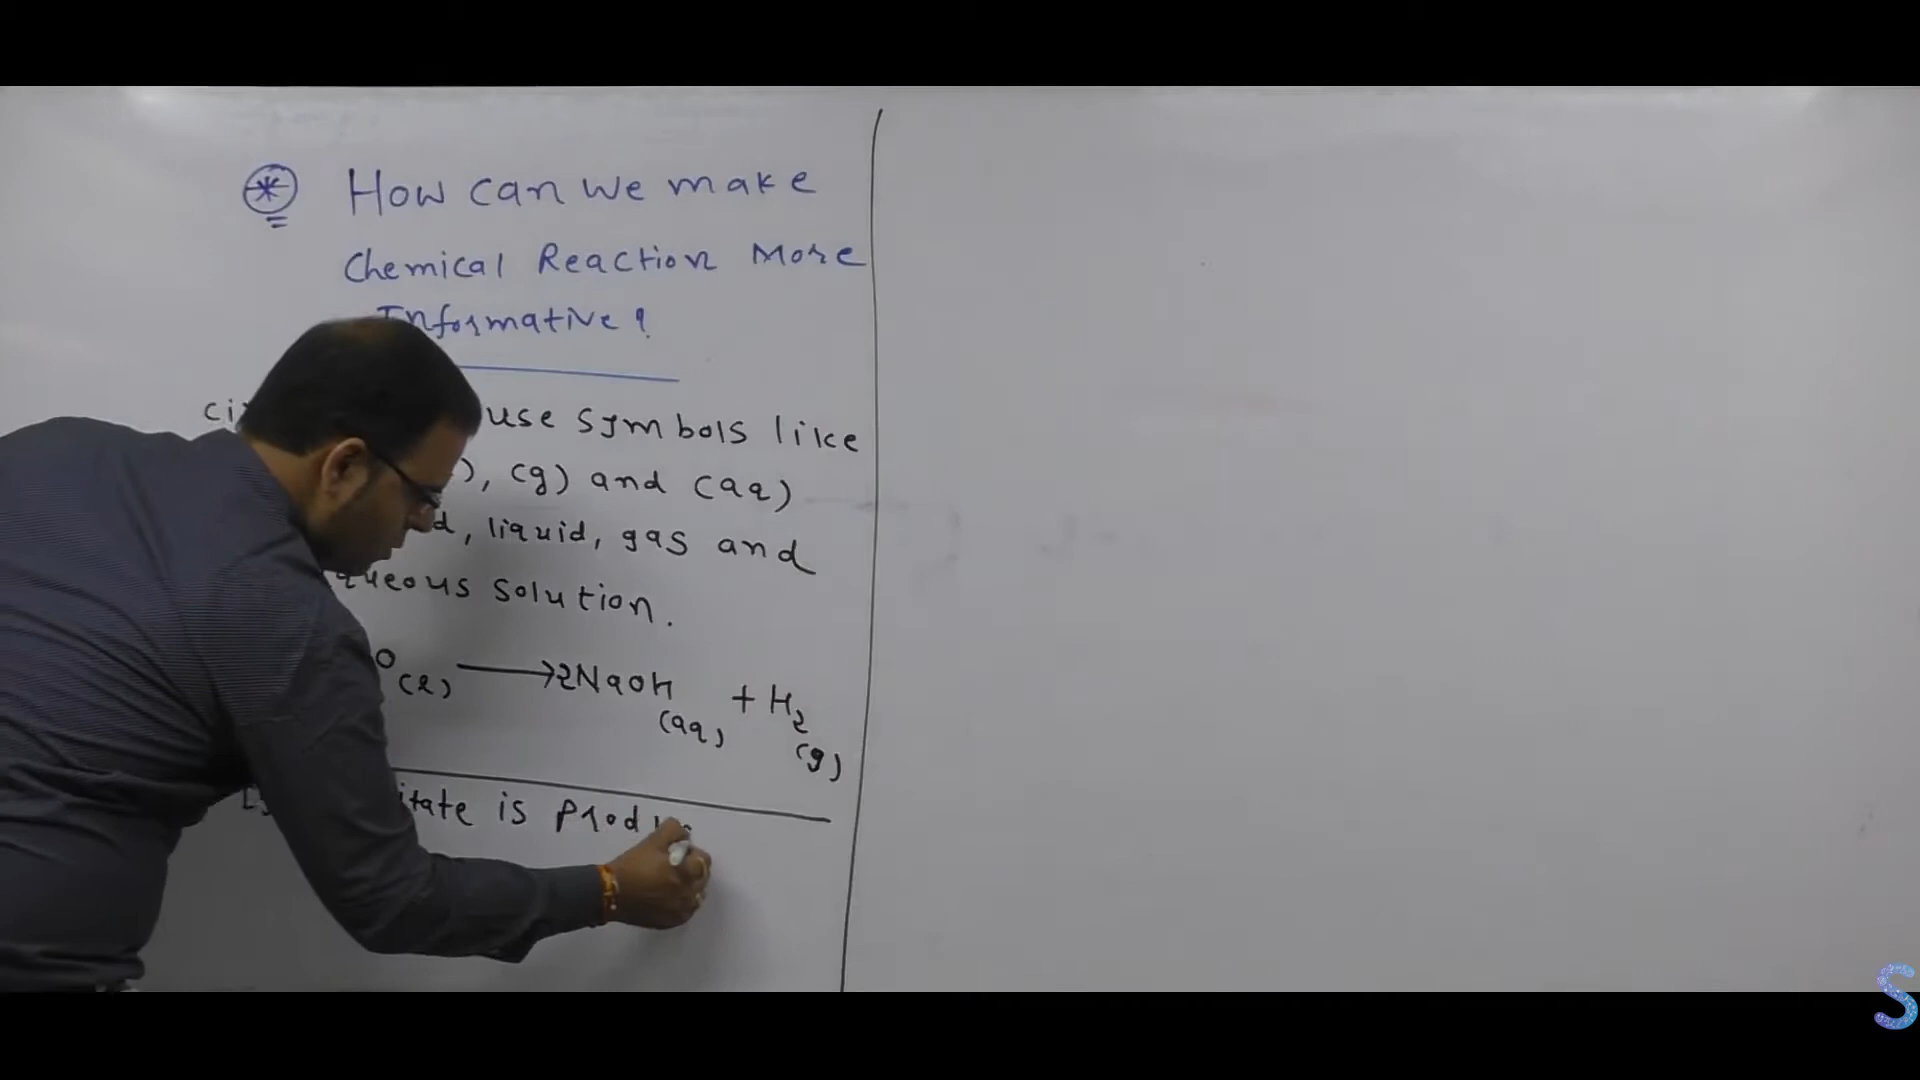 How can we make
Chemical Reaction More
Informative?
use symbols like
), (g) and (aq)
d, liquid, gas and
queous solution.
O(l) → 2NaOH(aq) + H2(g)
itate is Produ
S